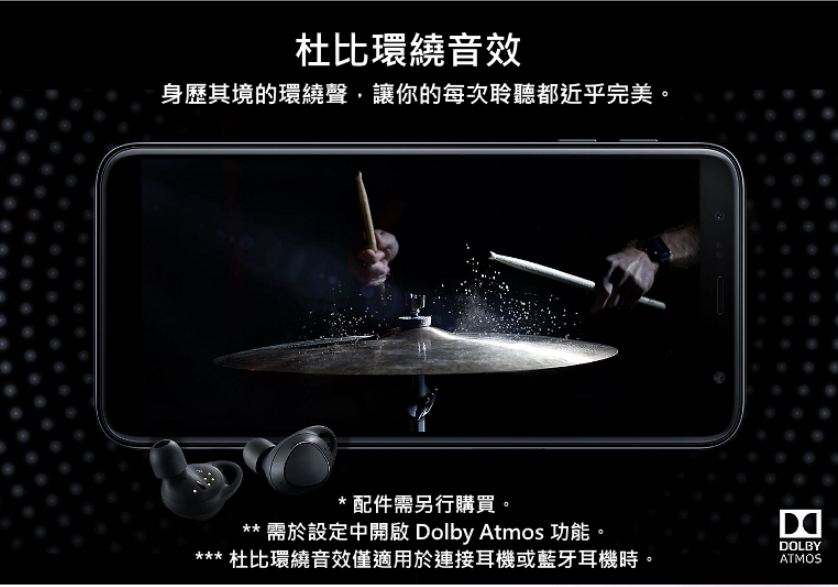 杜比環繞音效
身歷其境的環繞聲，讓你的每次聆聽都近乎完美。
* 配件需另行購買。
** 需於設定中開啟 Dolby Atmos 功能。
*** 杜比環繞音效僅適用於連接耳機或藍牙耳機時。
DOLBY
ATMOS